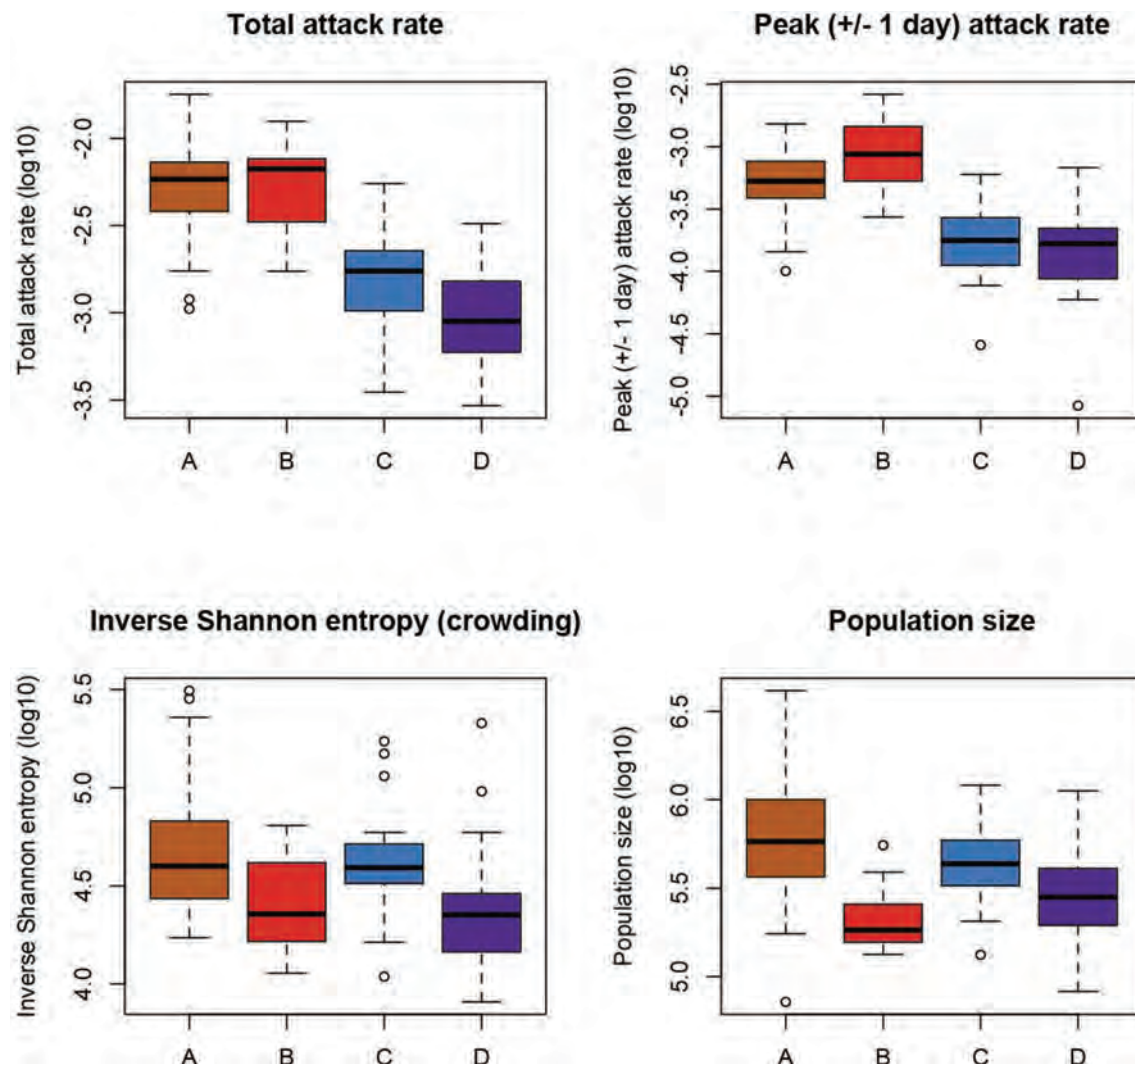 Total attack rate
Total attack rate (log10)
-2.0
-2.5
-3.0
-3.5
A B C D
Peak (+/- 1 day) attack rate
Peak (+/- 1 day) attack rate (log10)
-2.5
-3.0
-3.5
-4.0
-4.5
-5.0
A B C D
Inverse Shannon entropy (crowding)
Inverse Shannon entropy (log10)
5.5
5.0
4.5
4.0
A B C D
Population size
Population size (log10)
6.5
6.0
5.5
5.0
A B C D